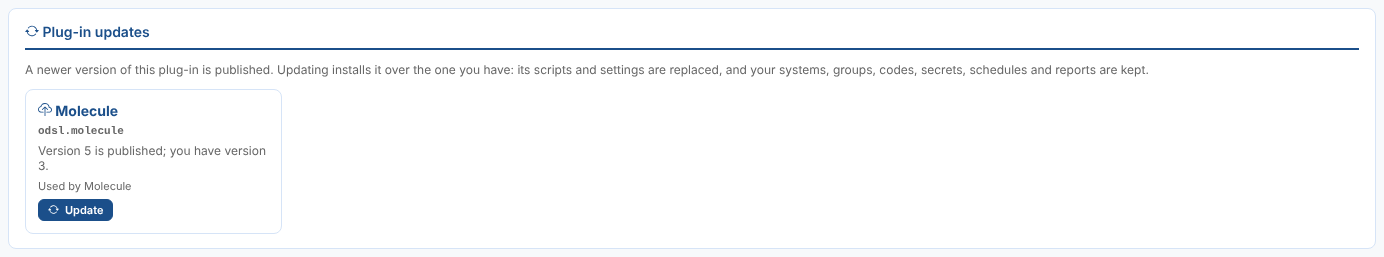 Plug-in updates
A newer version of this plug-in is published. Updating installs it over the one you have: its scripts and settings are replaced, and your systems, groups, codes, secrets, schedules and reports are kept.
Molecule
odsl.molecule
Version 5 is published; you have version
3.
Used by Molecule
Update